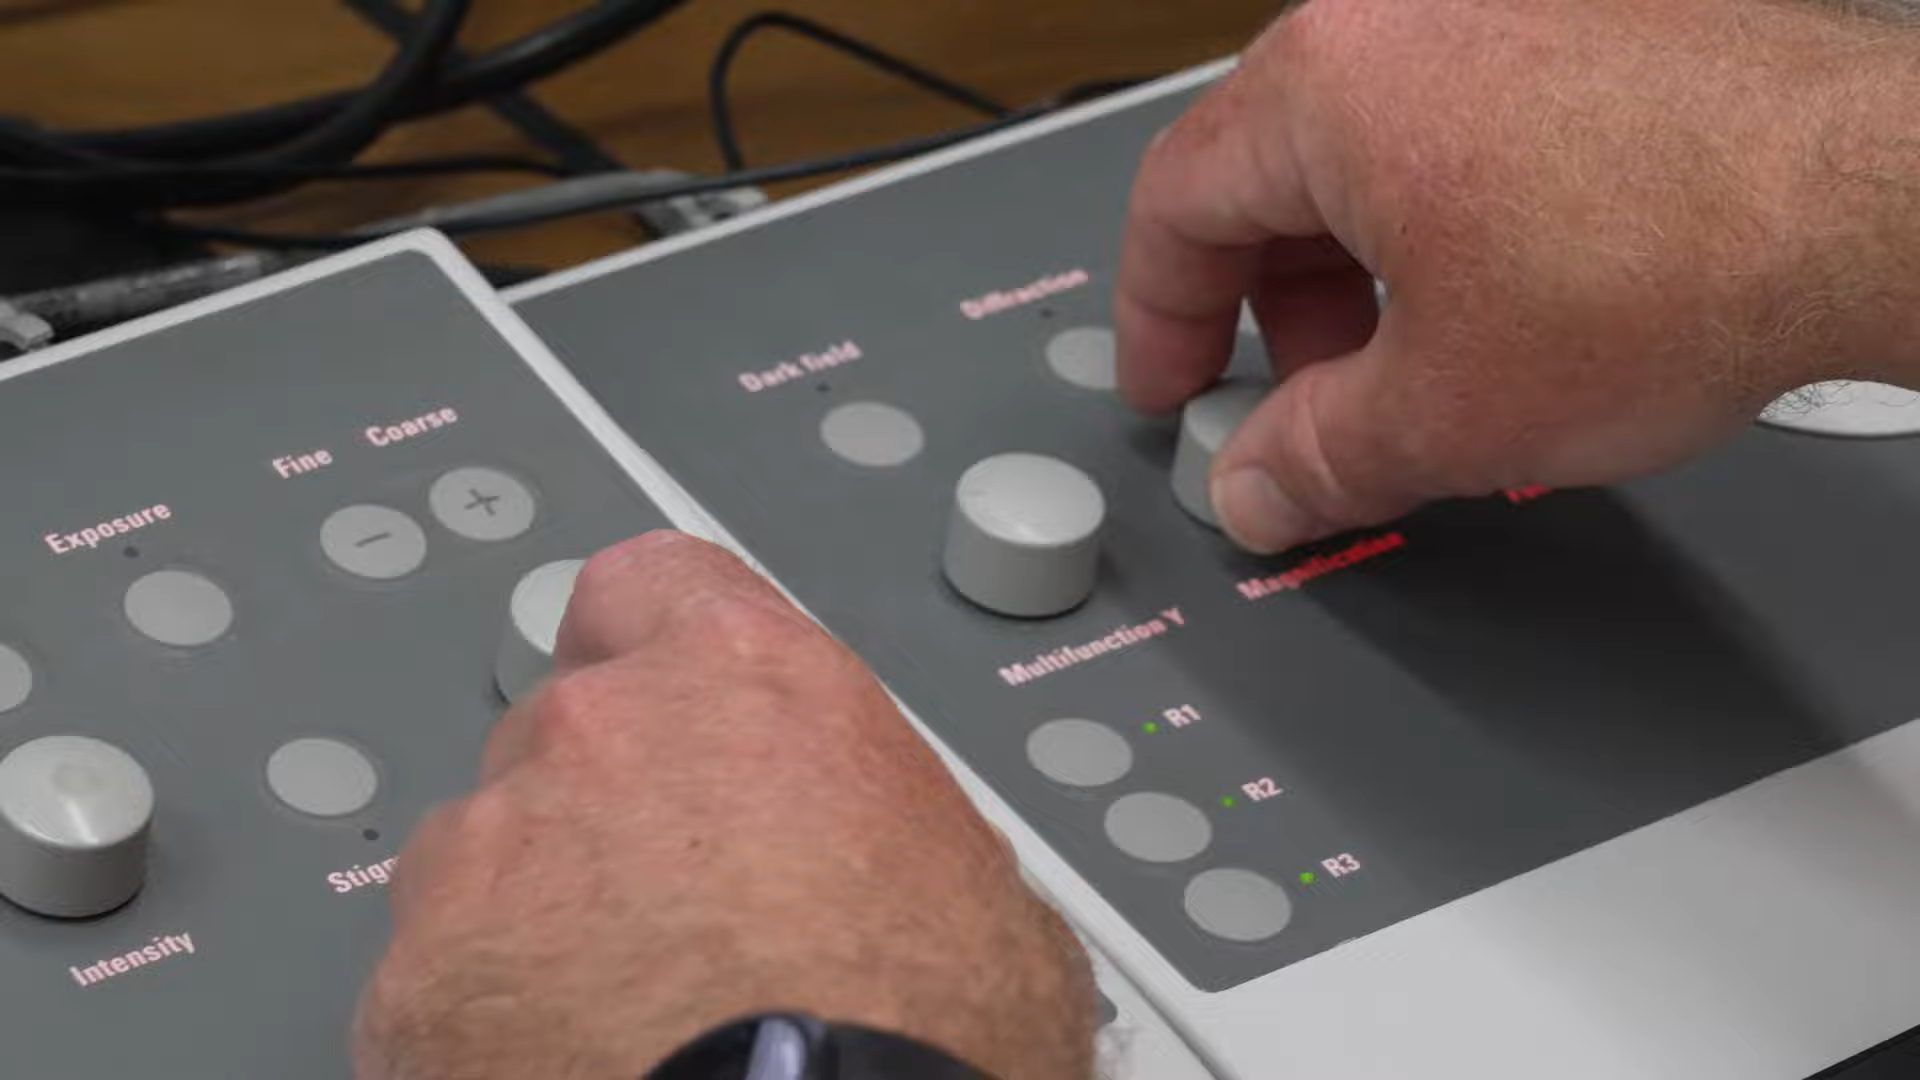 Diffraction
Dark field
Fine
Coarse
Exposure
Magnification
Multifunction Y
R1
R2
R3
Intensity